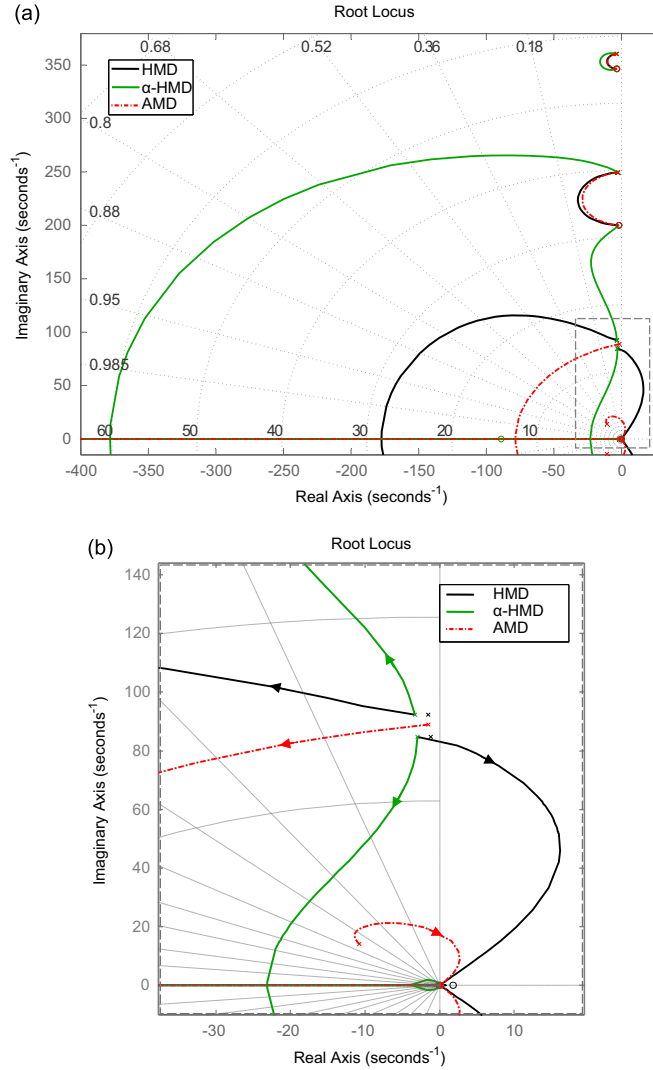 (a)
Root Locus
0.68 0.52 0.36 0.18
350
HMD
α-HMD
AMD
300
0.8
250
0.88
200
150
0.95
100
0.985
50
60 50 40 30 20 10
0
-400 -350 -300 -250 -200 -150 -100 -50 0
Imaginary Axis (seconds-1)
Real Axis (seconds-1)
(b)
Root Locus
140
HMD
α-HMD
AMD
120
100
80
60
40
20
0
-30 -20 -10 0 10
Imaginary Axis (seconds-1)
Real Axis (seconds-1)